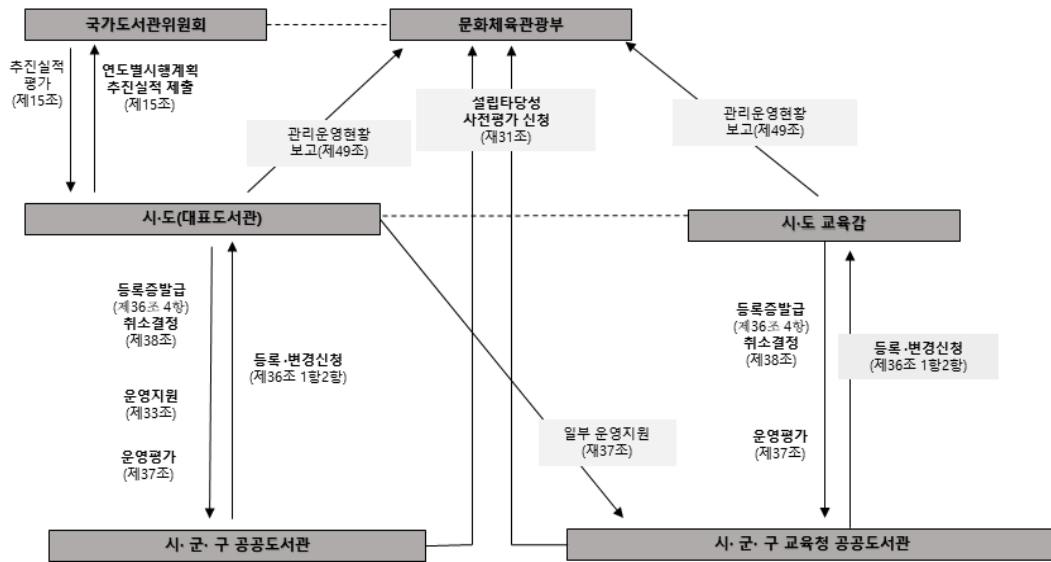 국가도서관위원회
문화체육관광부
추진실적
평가
(제15조)
연도별시행계획
추진실적 제출
(제15조)
관리운영현황
보고(제49조)
설립타당성
사전평가 신청
(재31조)
관리운영현황
보고(제49조)
시·도(대표도서관)
시·도 교육감
등록증발급
(제36조 4항)
취소결정
(제38조)
운영지원
(제33조)
운영평가
(제37조)
등록·변경신청
(제36조 1항2항)
일부 운영지원
(재37조)
등록증발급
(제36조 4항)
취소결정
(제38조)
운영평가
(제37조)
등록·변경신청
(제36조 1항2항)
시· 군· 구 공공도서관
시· 군· 구 교육청 공공도서관